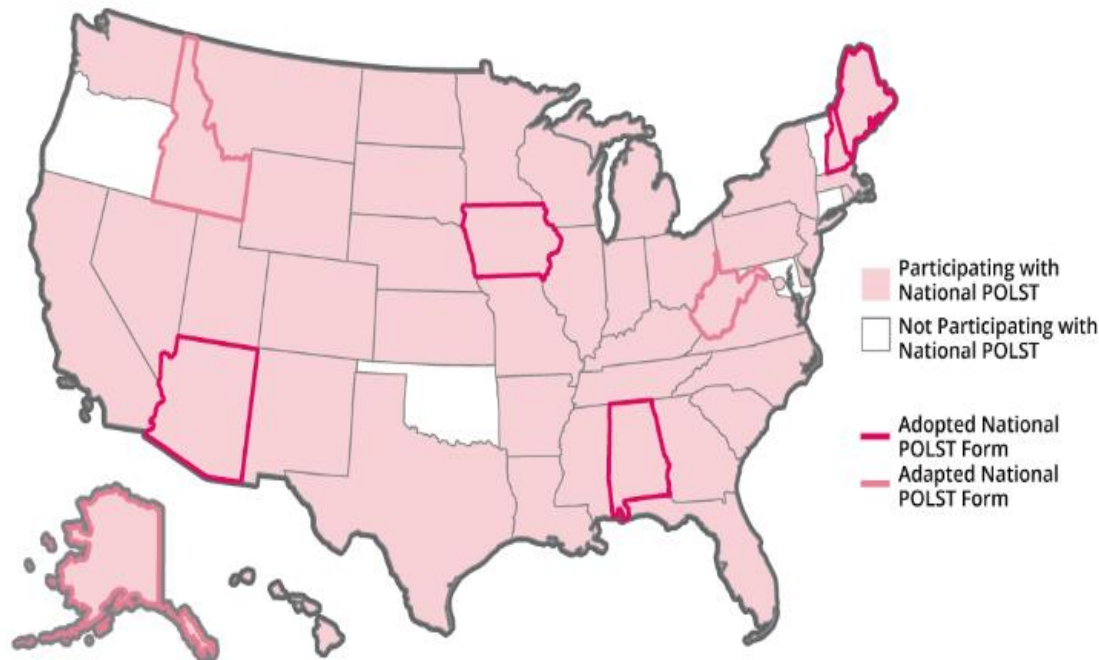 Participating with
National POLST
Not Participating with
National POLST
Adopted National
POLST Form
Adapted National
POLST Form